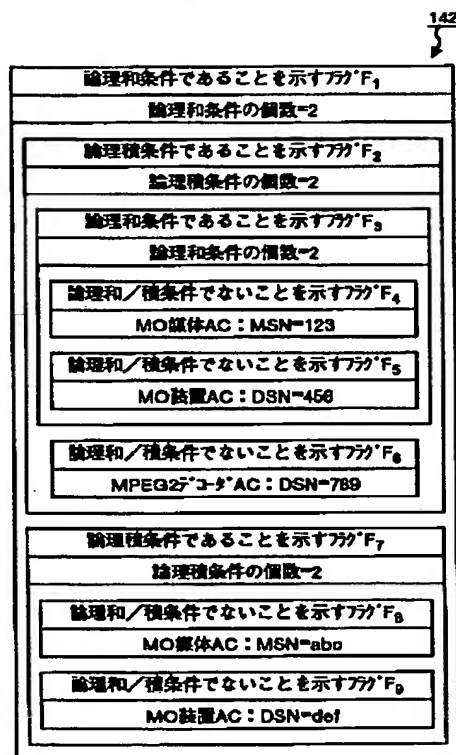 142
論理和条件であることを示すフラグF1
論理和条件の個数=2
論理積条件であることを示すフラグF2
論理積条件の個数=2
論理和条件であることを示すフラグF3
論理和条件の個数=2
論理和/積条件でないことを示すフラグF4
MO媒体AC:MSN=123
論理和/積条件でないことを示すフラグF5
MO装置AC:DSN=456
論理和/積条件でないことを示すフラグF6
MPEG2デコーダAC:DSN=789
論理積条件であることを示すフラグF7
論理積条件の個数=2
論理和/積条件でないことを示すフラグF8
MO媒体AC:MSN=abc
論理和/積条件でないことを示すフラグF9
MO装置AC:DSN=def